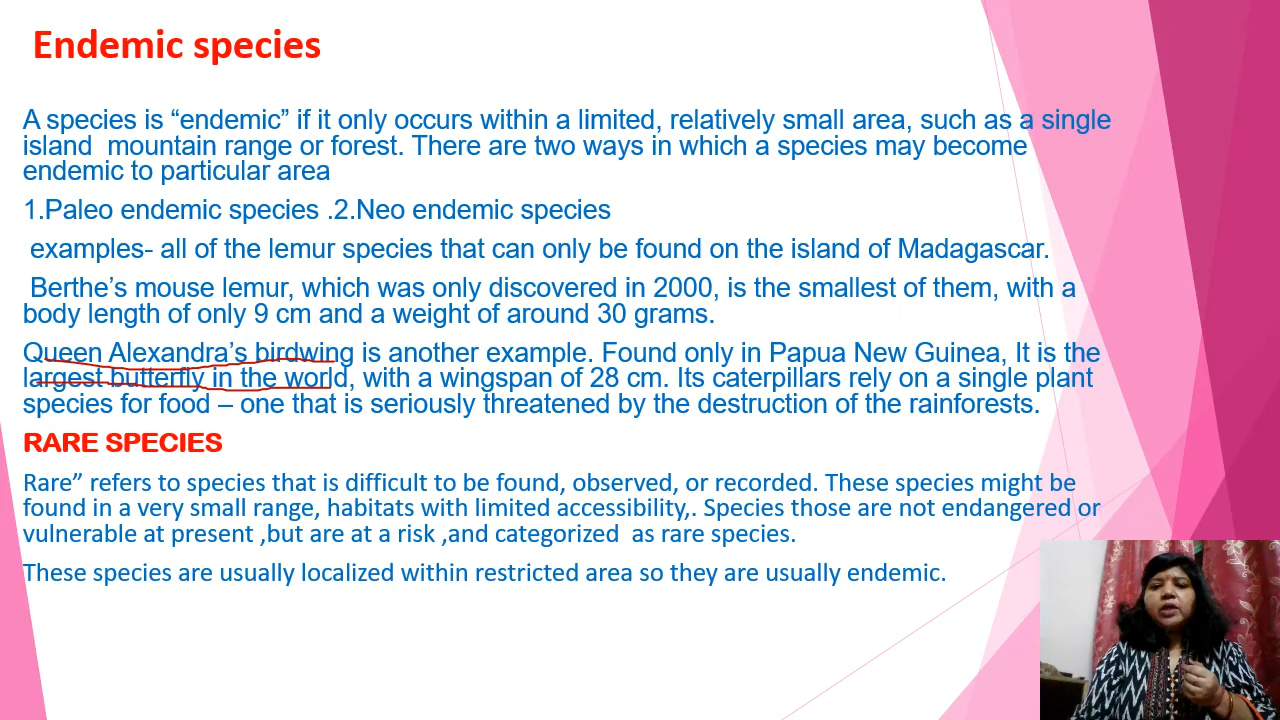 Endemic species
A species is “endemic” if it only occurs within a limited, relatively small area, such as a single
island  mountain range or forest. There are two ways in which a species may become
endemic to particular area
1.Paleo endemic species .2.Neo endemic species
examples- all of the lemur species that can only be found on the island of Madagascar.
Berthe’s mouse lemur, which was only discovered in 2000, is the smallest of them, with a
body length of only 9 cm and a weight of around 30 grams.
Queen Alexandra’s birdwing is another example. Found only in Papua New Guinea, It is the
largest butterfly in the world, with a wingspan of 28 cm. Its caterpillars rely on a single plant
species for food – one that is seriously threatened by the destruction of the rainforests.
RARE SPECIES
Rare” refers to species that is difficult to be found, observed, or recorded. These species might be
found in a very small range, habitats with limited accessibility,. Species those are not endangered or
vulnerable at present ,but are at a risk ,and categorized  as rare species.
These species are usually localized within restricted area so they are usually endemic.